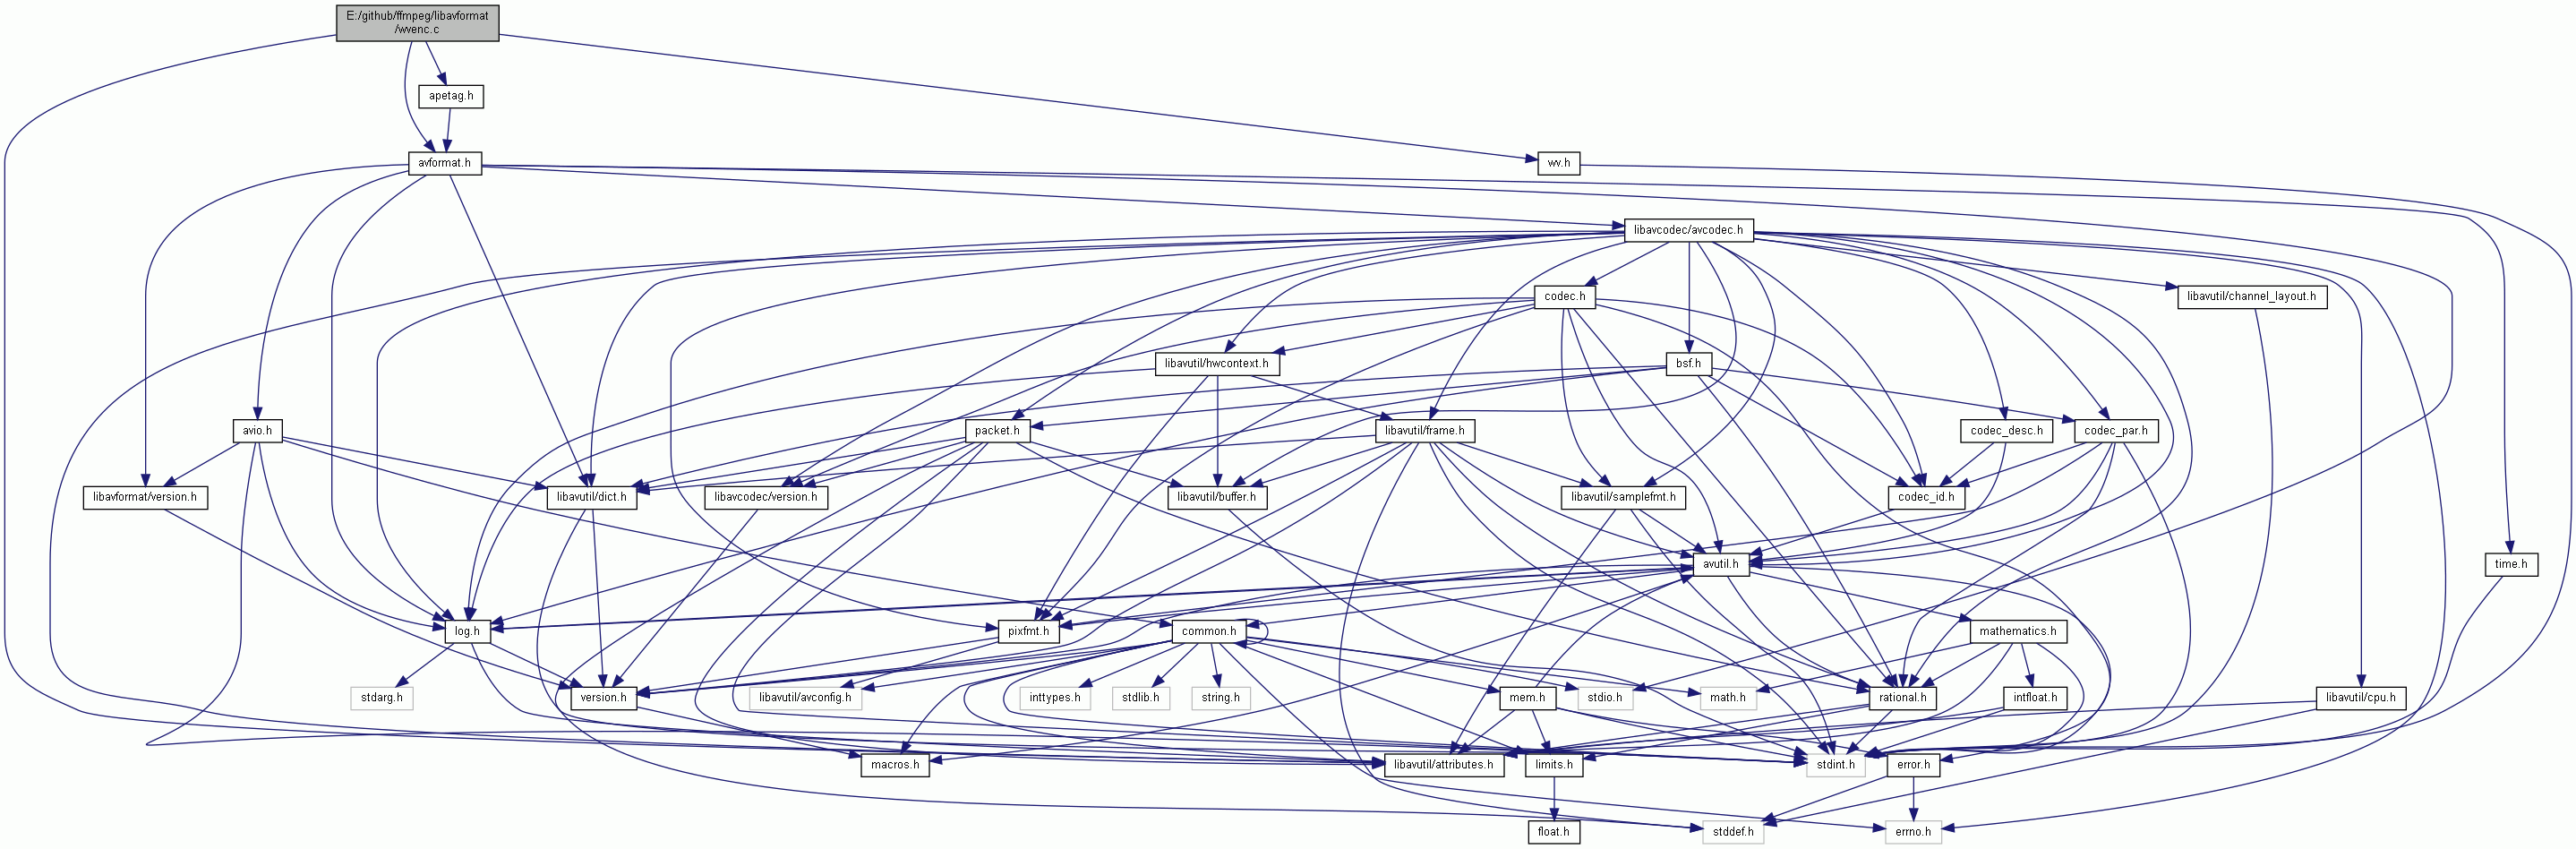 E:/github/ffmpeg/libavformat
/wvenc.c
apetag.h
avformat.h
wv.h
libavcodec/avcodec.h
codec.h
libavutil/channel_layout.h
libavutil/hwcontext.h
bsf.h
avio.h
packet.h
libavutil/frame.h
codec_desc.h
codec_par.h
libavformat/version.h
libavutil/dict.h
libavcodec/version.h
libavutil/buffer.h
libavutil/samplefmt.h
codec_id.h
avutil.h
time.h
log.h
pixfmt.h
common.h
mathematics.h
stdarg.h
version.h
libavutil/avconfig.h
inttypes.h
stdlib.h
string.h
mem.h
stdio.h
math.h
rational.h
intfloat.h
libavutil/cpu.h
macros.h
libavutil/attributes.h
limits.h
stdint.h
error.h
float.h
stddef.h
errno.h